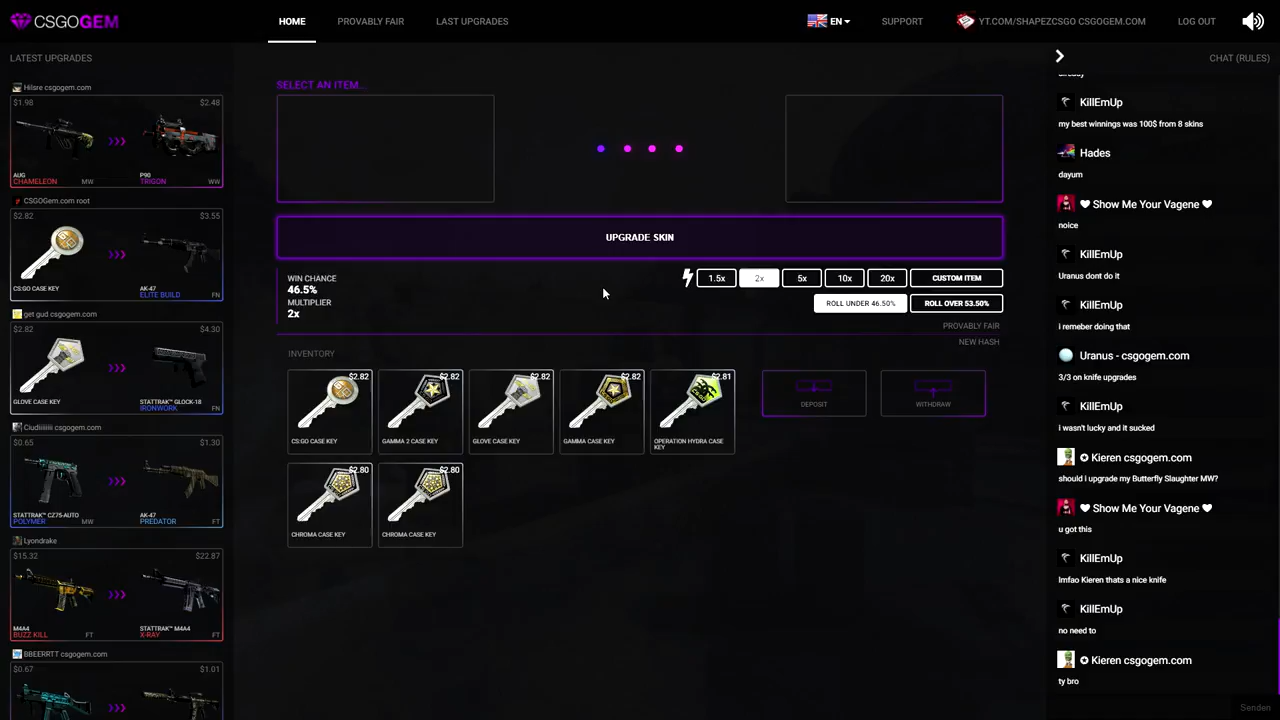 CSGOGEM
HOME
PROVABLY FAIR
LAST UPGRADES
EN
SUPPORT
YT.COM/SHAPEZCSGO CSGOGEM.COM
LOG OUT
LATEST UPGRADES
Hilsre csgogem.com
$1.98
$2.48
AUG
CHAMELEON
MW
P90
TRIGON
WW
CSGOGem.com root
$2.82
$3.55
CS:GO CASE KEY
AK-47
ELITE BUILD
FN
get gud csgogem.com
$2.82
$4.30
GLOVE CASE KEY
STATTRAK™ GLOCK-18
IRONWORK
FN
Ciudiiiiiiii csgogem.com
$0.65
$1.30
STATTRAK™ CZ75-AUTO
POLYMER
MW
AK-47
PREDATOR
FT
Lyondrake
$15.32
$22.87
M4A4
BUZZ KILL
FT
STATTRAK™ M4A4
X-RAY
FT
BBEERRTT csgogem.com
$0.67
$1.01
SELECT AN ITEM...
UPGRADE SKIN
WIN CHANCE
46.5%
MULTIPLIER
2x
1.5x
2x
5x
10x
20x
CUSTOM ITEM
ROLL UNDER 46.50%
ROLL OVER 53.50%
PROVABLY FAIR
NEW HASH
INVENTORY
$2.82
CS:GO CASE KEY
$2.82
GAMMA 2 CASE KEY
$2.82
GLOVE CASE KEY
$2.82
GAMMA CASE KEY
$2.81
OPERATION HYDRA CASE
KEY
$2.80
CHROMA CASE KEY
$2.80
CHROMA CASE KEY
DEPOSIT
WITHDRAW
CHAT (RULES)
already
KillEmUp
my best winnings was 100$ from 8 skins
Hades
dayum
❤ Show Me Your Vagene ❤
noice
KillEmUp
Uranus dont do it
KillEmUp
i remeber doing that
Uranus - csgogem.com
3/3 on knife upgrades
KillEmUp
i wasn't lucky and it sucked
✪ Kieren csgogem.com
should i upgrade my Butterfly Slaughter MW?
❤ Show Me Your Vagene ❤
u got this
KillEmUp
lmfao Kieren thats a nice knife
KillEmUp
no need to
✪ Kieren csgogem.com
ty bro
Senden